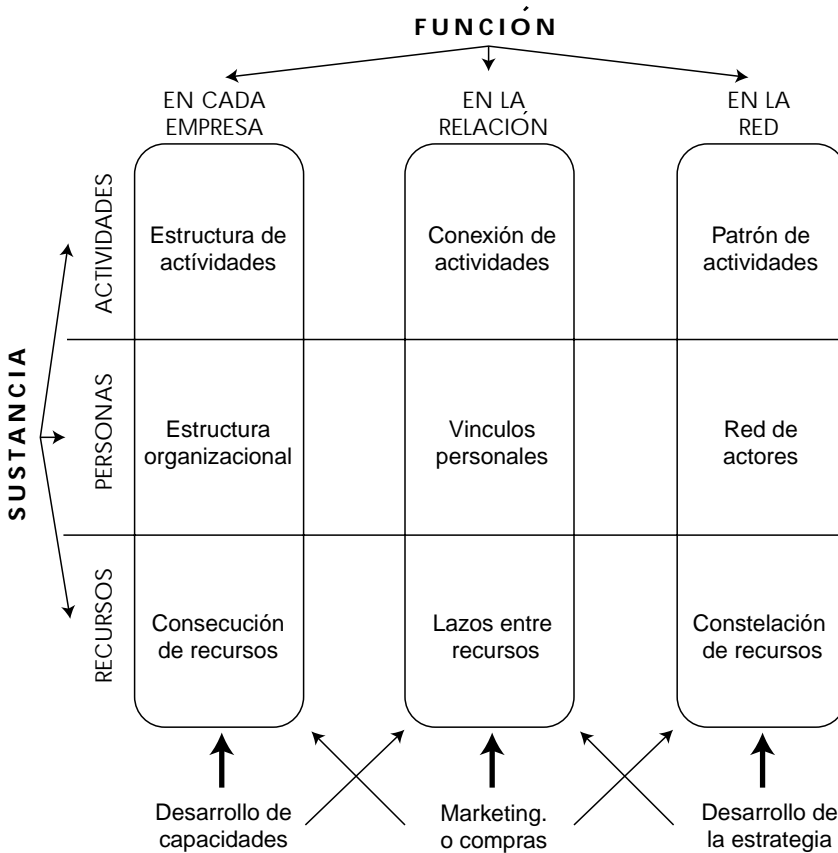 FUNCIÓN
EN CADA
EMPRESA
EN LA
RELACIÓN
EN LA
RED
SUSTANCIA
ACTIVIDADES
Estructura de
actívidades
Conexión de
actividades
Patrón de
actividades
PERSONAS
Estructura
organizacional
Vinculos
personales
Red de
actores
RECURSOS
Consecución
de recursos
Lazos entre
recursos
Constelación
de recursos
Desarrollo de
capacidades
Marketing.
o compras
Desarrollo de
la estrategia